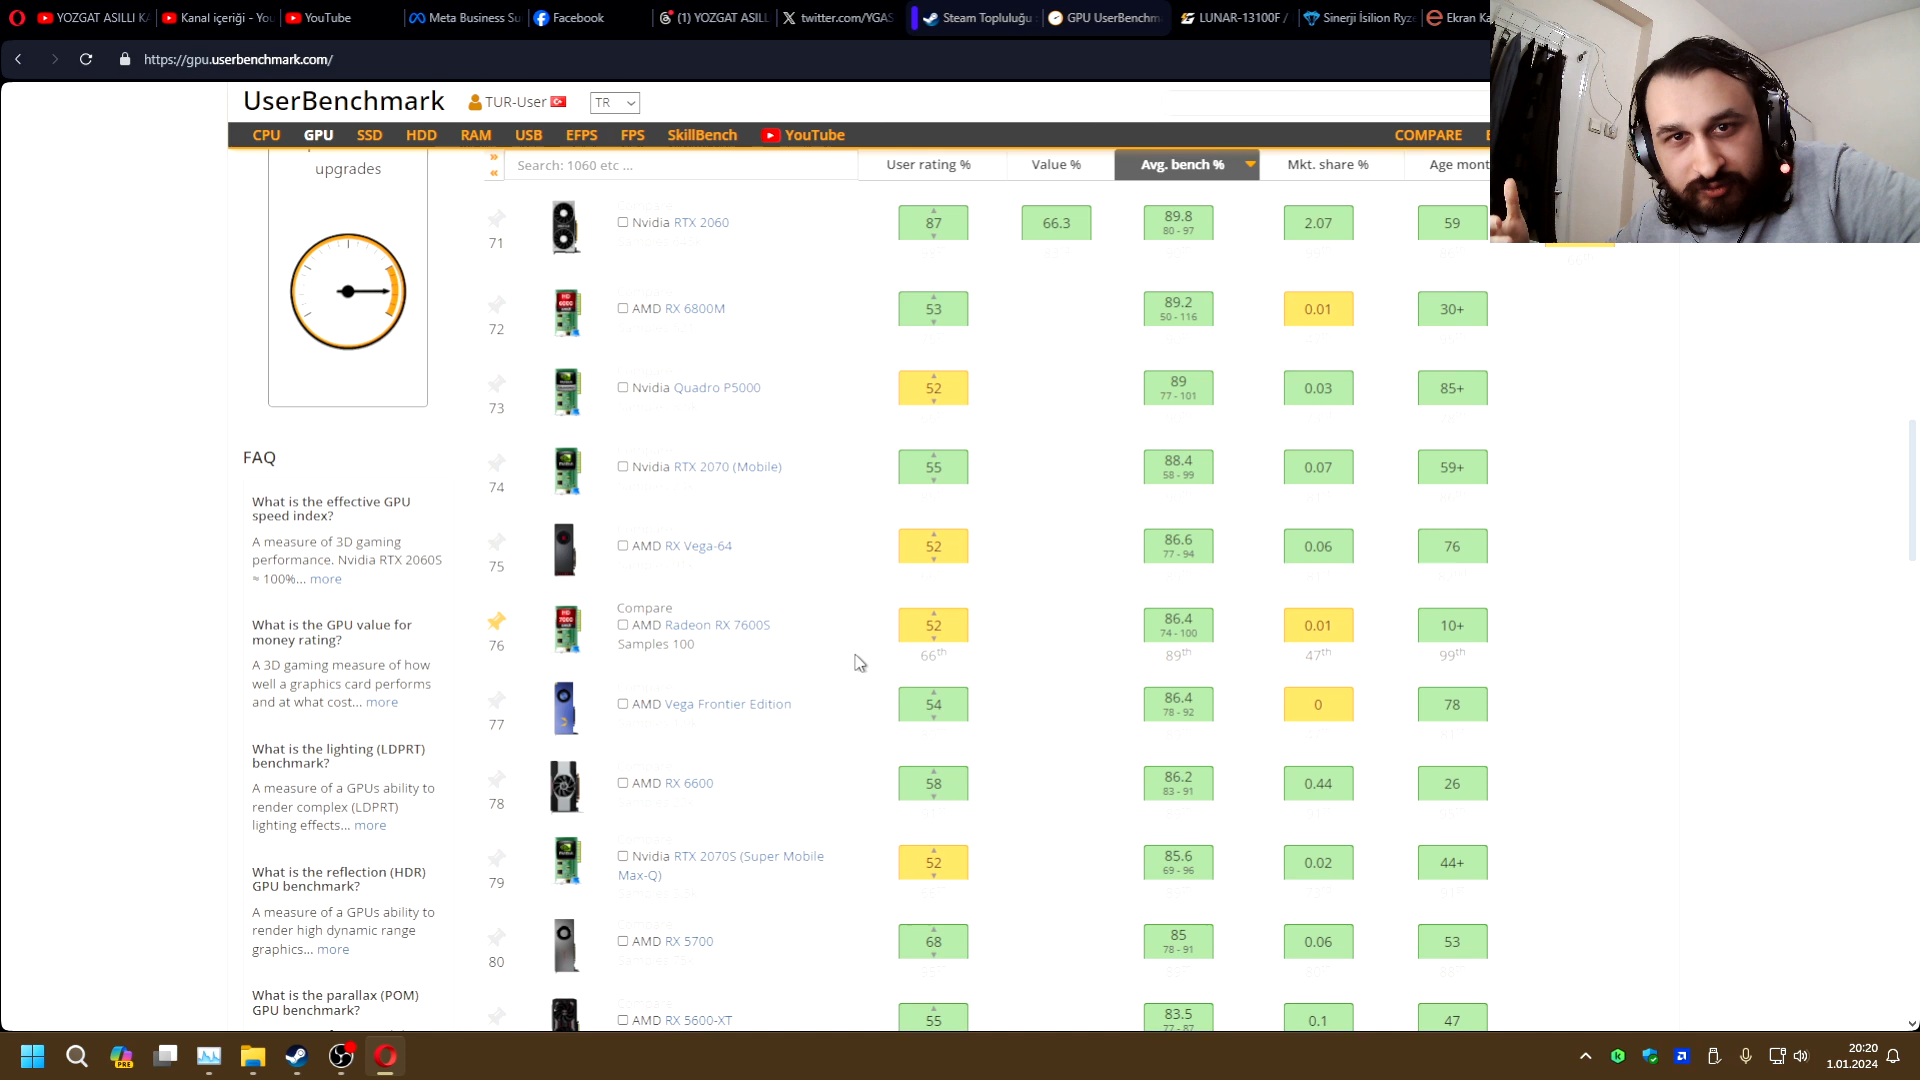 YOZGAT ASILLI KA
Kanal içeriği - You
YouTube
Meta Business Su
Facebook
(1) YOZGAT ASILL
twitter.com/YGAS
Steam Topluluğu
GPU UserBenchm
LUNAR-13100F /
Sinerji İsilion Ryze
Ekran Ka
https://gpu.userbenchmark.com/
UserBenchmark
TUR-User
TR
CPU GPU SSD HDD RAM USB EFPS FPS SkillBench YouTube COMPARE
upgrades
Search: 1060 etc ...
User rating % Value % Avg. bench % Mkt. share % Age mont
71 Nvidia RTX 2060 87 66.3 89.8 80 - 97 2.07 59
72 AMD RX 6800M 53 89.2 50 - 116 0.01 30+
73 Nvidia Quadro P5000 52 89 77 - 101 0.03 85+
74 Nvidia RTX 2070 (Mobile) 55 88.4 58 - 99 0.07 59+
75 AMD RX Vega-64 52 86.6 77 - 94 0.06 76
Compare
76 AMD Radeon RX 7600S 52 86.4 74 - 100 0.01 10+
Samples 100 66th 89th 47th 99th
77 AMD Vega Frontier Edition 54 86.4 78 - 92 0 78
78 AMD RX 6600 58 86.2 83 - 91 0.44 26
79 Nvidia RTX 2070S (Super Mobile
Max-Q) 52 85.6 69 - 96 0.02 44+
80 AMD RX 5700 68 85 78 - 91 0.06 53
AMD RX 5600-XT 55 83.5 77 - 87 0.1 47
FAQ
What is the effective GPU
speed index?
A measure of 3D gaming
performance. Nvidia RTX 2060S
≈ 100%... more
What is the GPU value for
money rating?
A 3D gaming measure of how
well a graphics card performs
and at what cost... more
What is the lighting (LDPRT)
benchmark?
A measure of a GPUs ability to
render complex (LDPRT)
lighting effects... more
What is the reflection (HDR)
GPU benchmark?
A measure of a GPUs ability to
render high dynamic range
graphics... more
What is the parallax (POM)
GPU benchmark?
PRE
20:20
1.01.2024